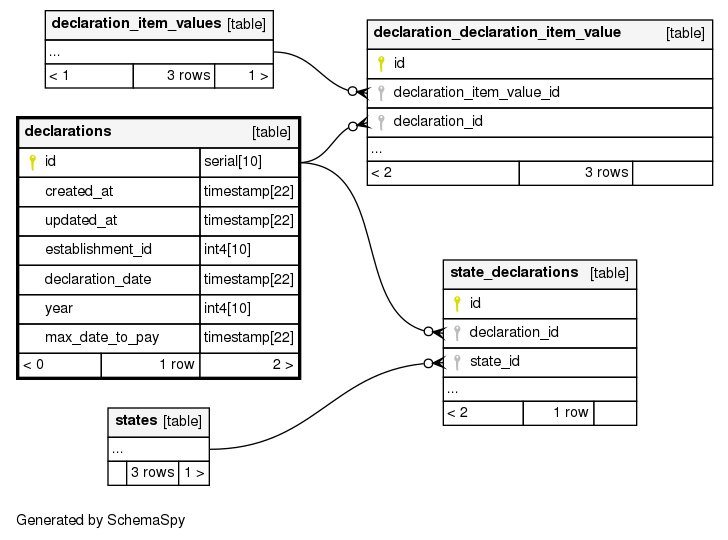 declaration_item_values [table]
...
< 1 3 rows 1 >
declaration_declaration_item_value [table]
id
declaration_item_value_id
declaration_id
...
< 2 3 rows
declarations [table]
id serial[10]
created_at timestamp[22]
updated_at timestamp[22]
establishment_id int4[10]
declaration_date timestamp[22]
year int4[10]
max_date_to_pay timestamp[22]
< 0 1 row 2 >
state_declarations [table]
id
declaration_id
state_id
...
< 2 1 row
states [table]
...
3 rows 1 >
Generated by SchemaSpy